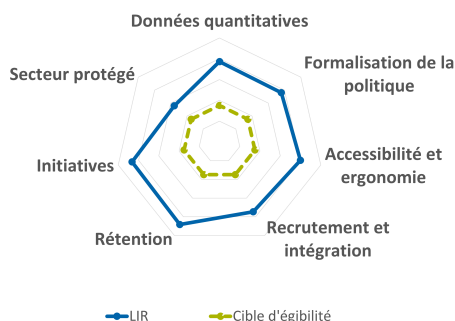 Données quantitatives
Formalisation de la
politique
Secteur protégé
Accessibilité et
ergonomie
Initiatives
Recrutement et
intégration
Rétention
LIR
Cible d'égibilité